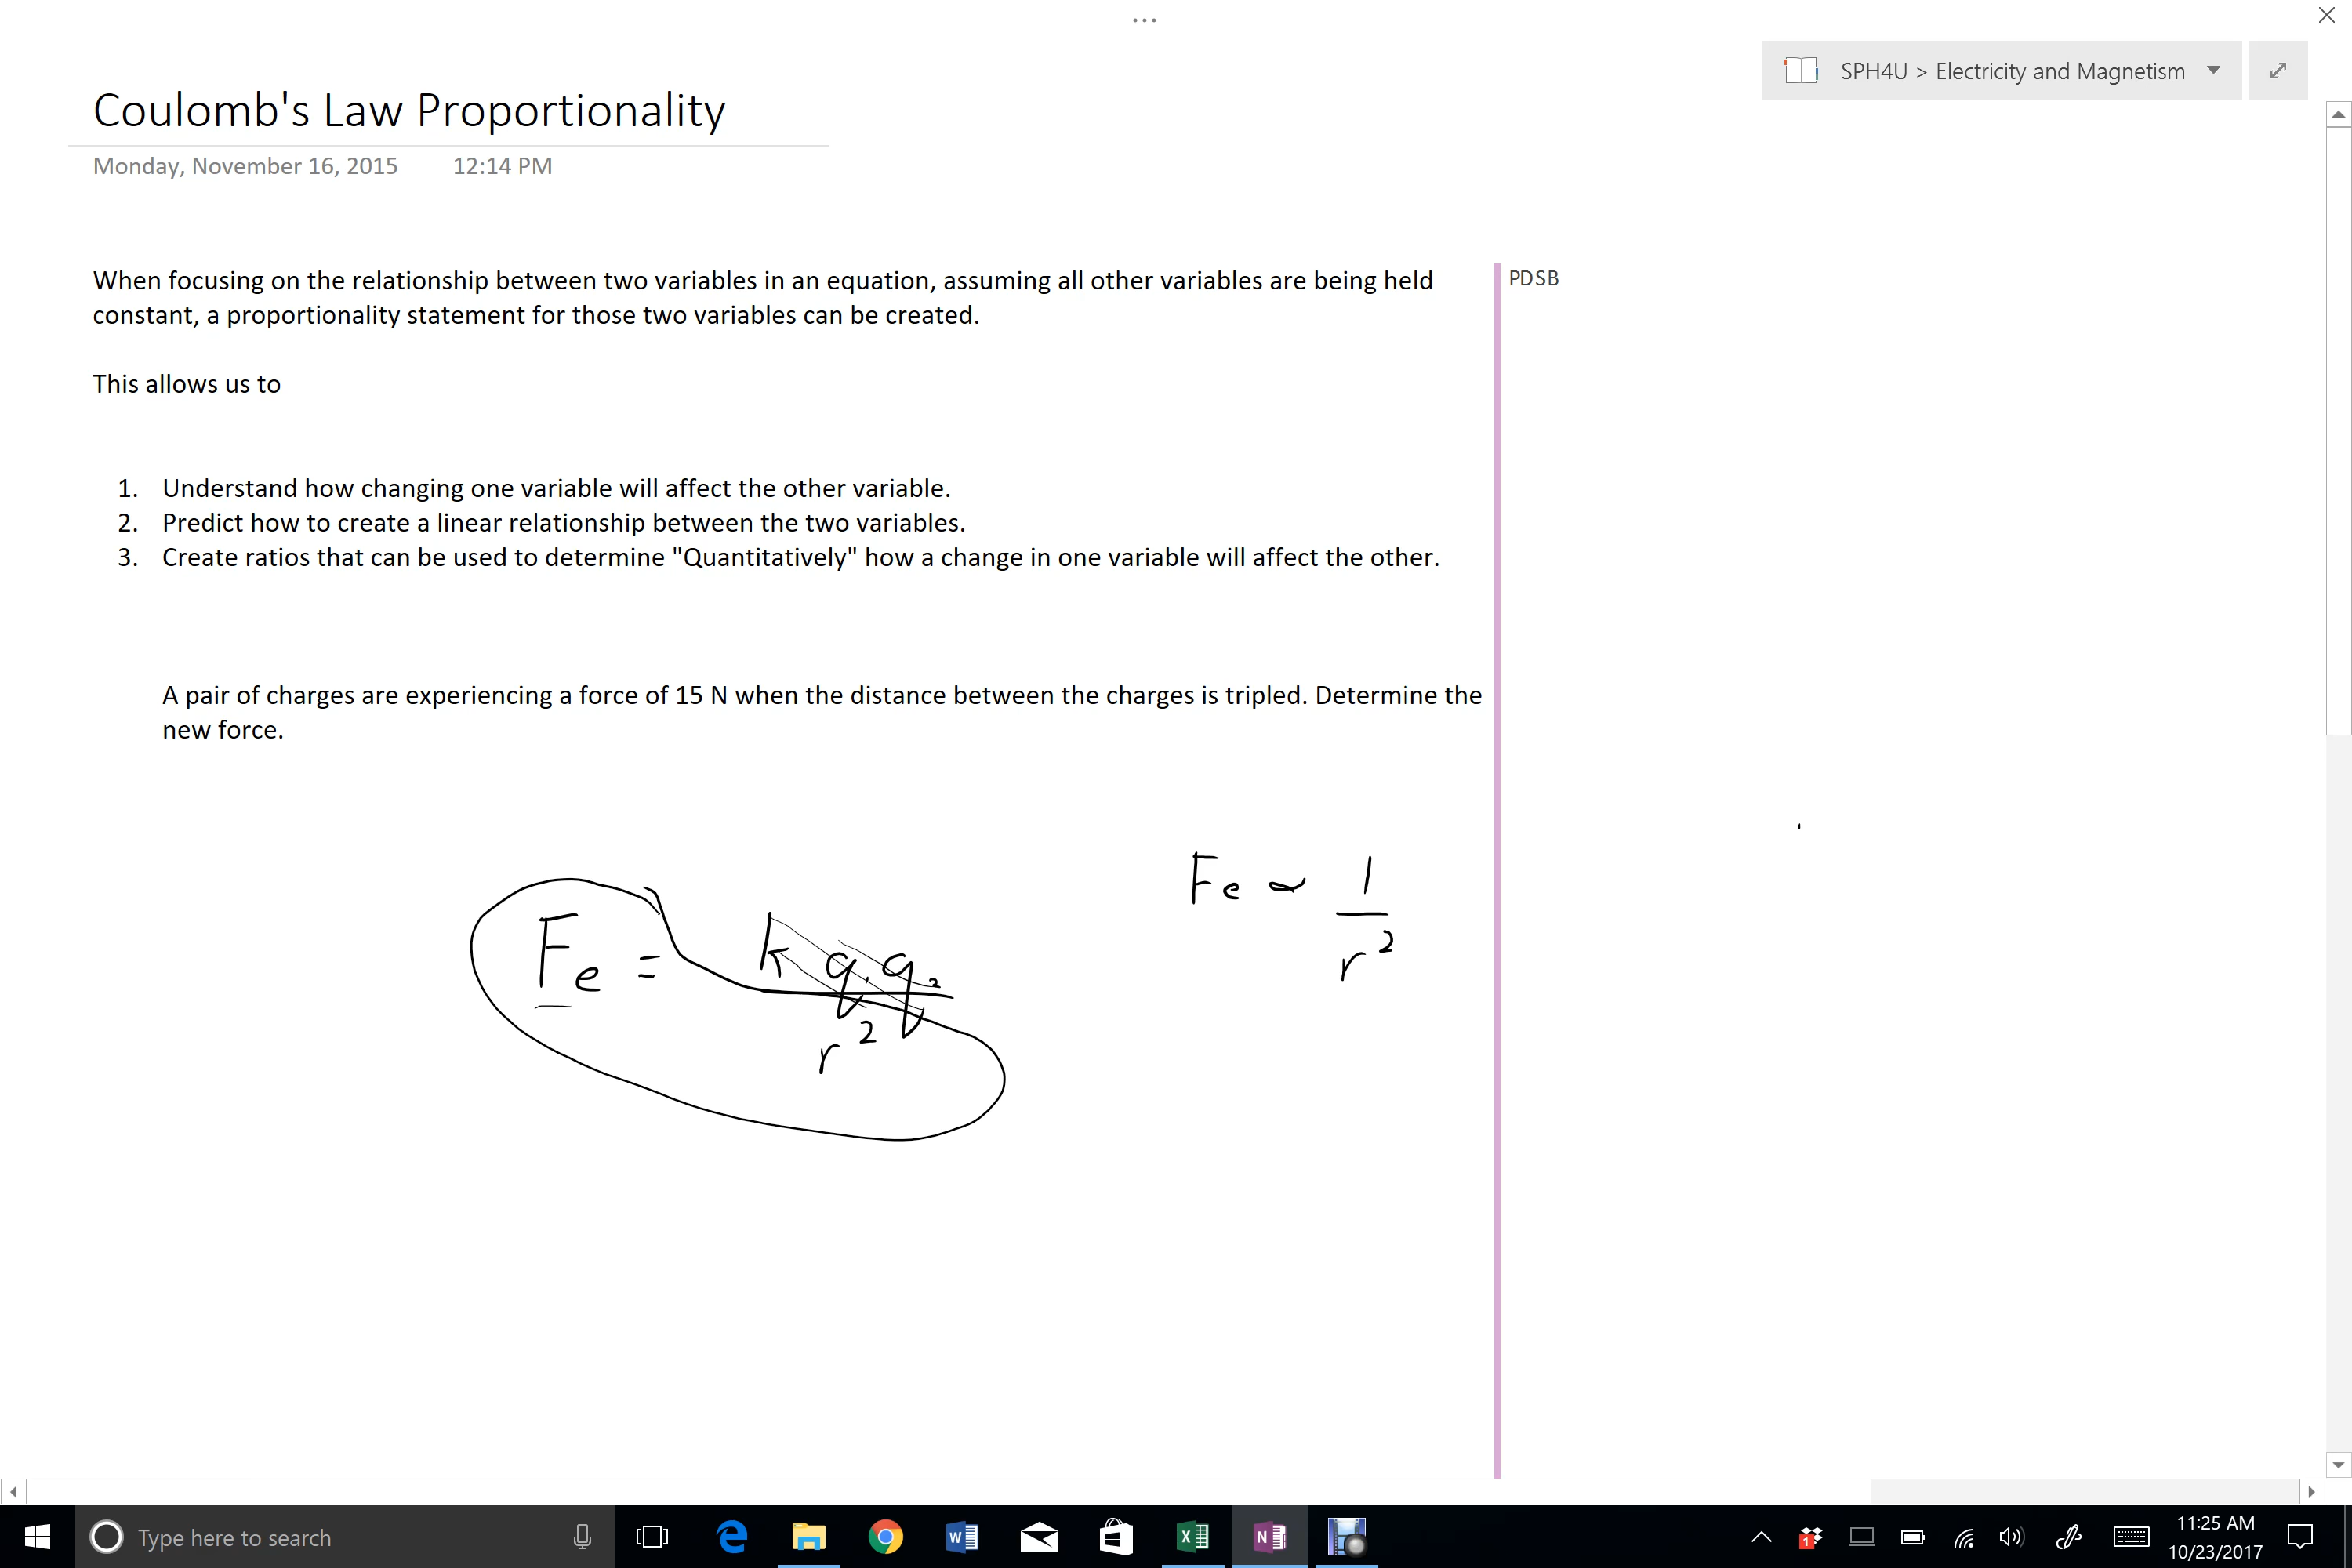 SPH4U > Electricity and Magnetism
Coulomb's Law Proportionality
Monday, November 16, 2015 12:14 PM
When focusing on the relationship between two variables in an equation, assuming all other variables are being held
constant, a proportionality statement for those two variables can be created.
PDSB
This allows us to
1. Understand how changing one variable will affect the other variable.
2. Predict how to create a linear relationship between the two variables.
3. Create ratios that can be used to determine "Quantitatively" how a change in one variable will affect the other.
A pair of charges are experiencing a force of 15 N when the distance between the charges is tripled. Determine the
new force.
Fe = k q1 q2
r²
Fe ∝ 1
r²
Type here to search
11:25 AM
10/23/2017